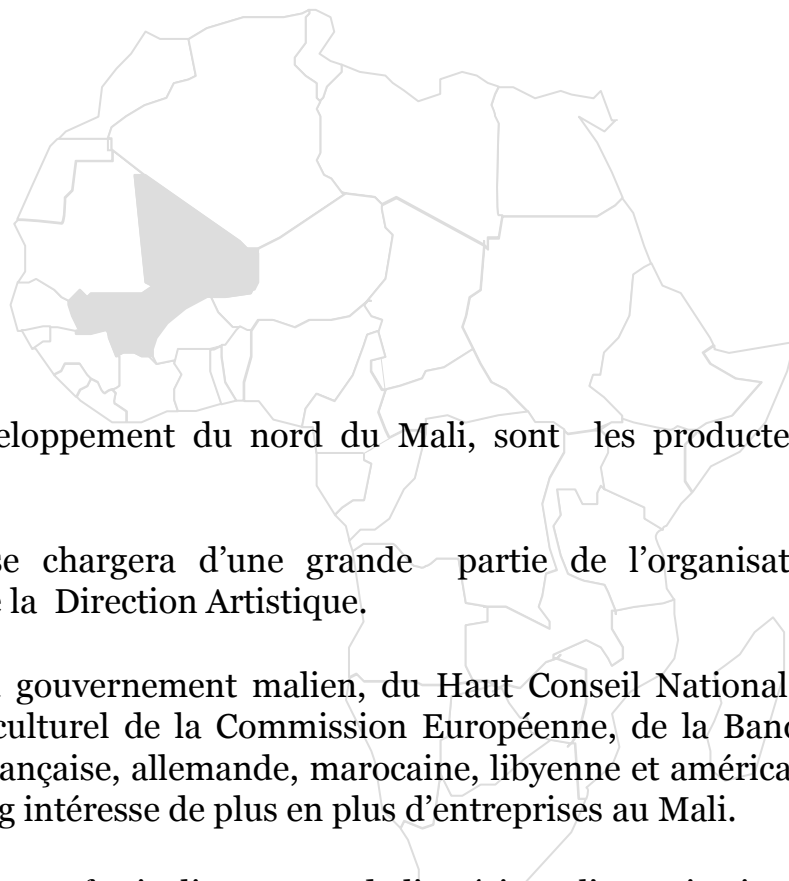 eloppement du nord du Mali, sont les producte
se chargera d’une grande partie de l’organisat
e la Direction Artistique.
gouvernement malien, du Haut Conseil National
culturel de la Commission Européenne, de la Banc
ançaise, allemande, marocaine, libyenne et améric
g intéresse de plus en plus d’entreprises au Mali.